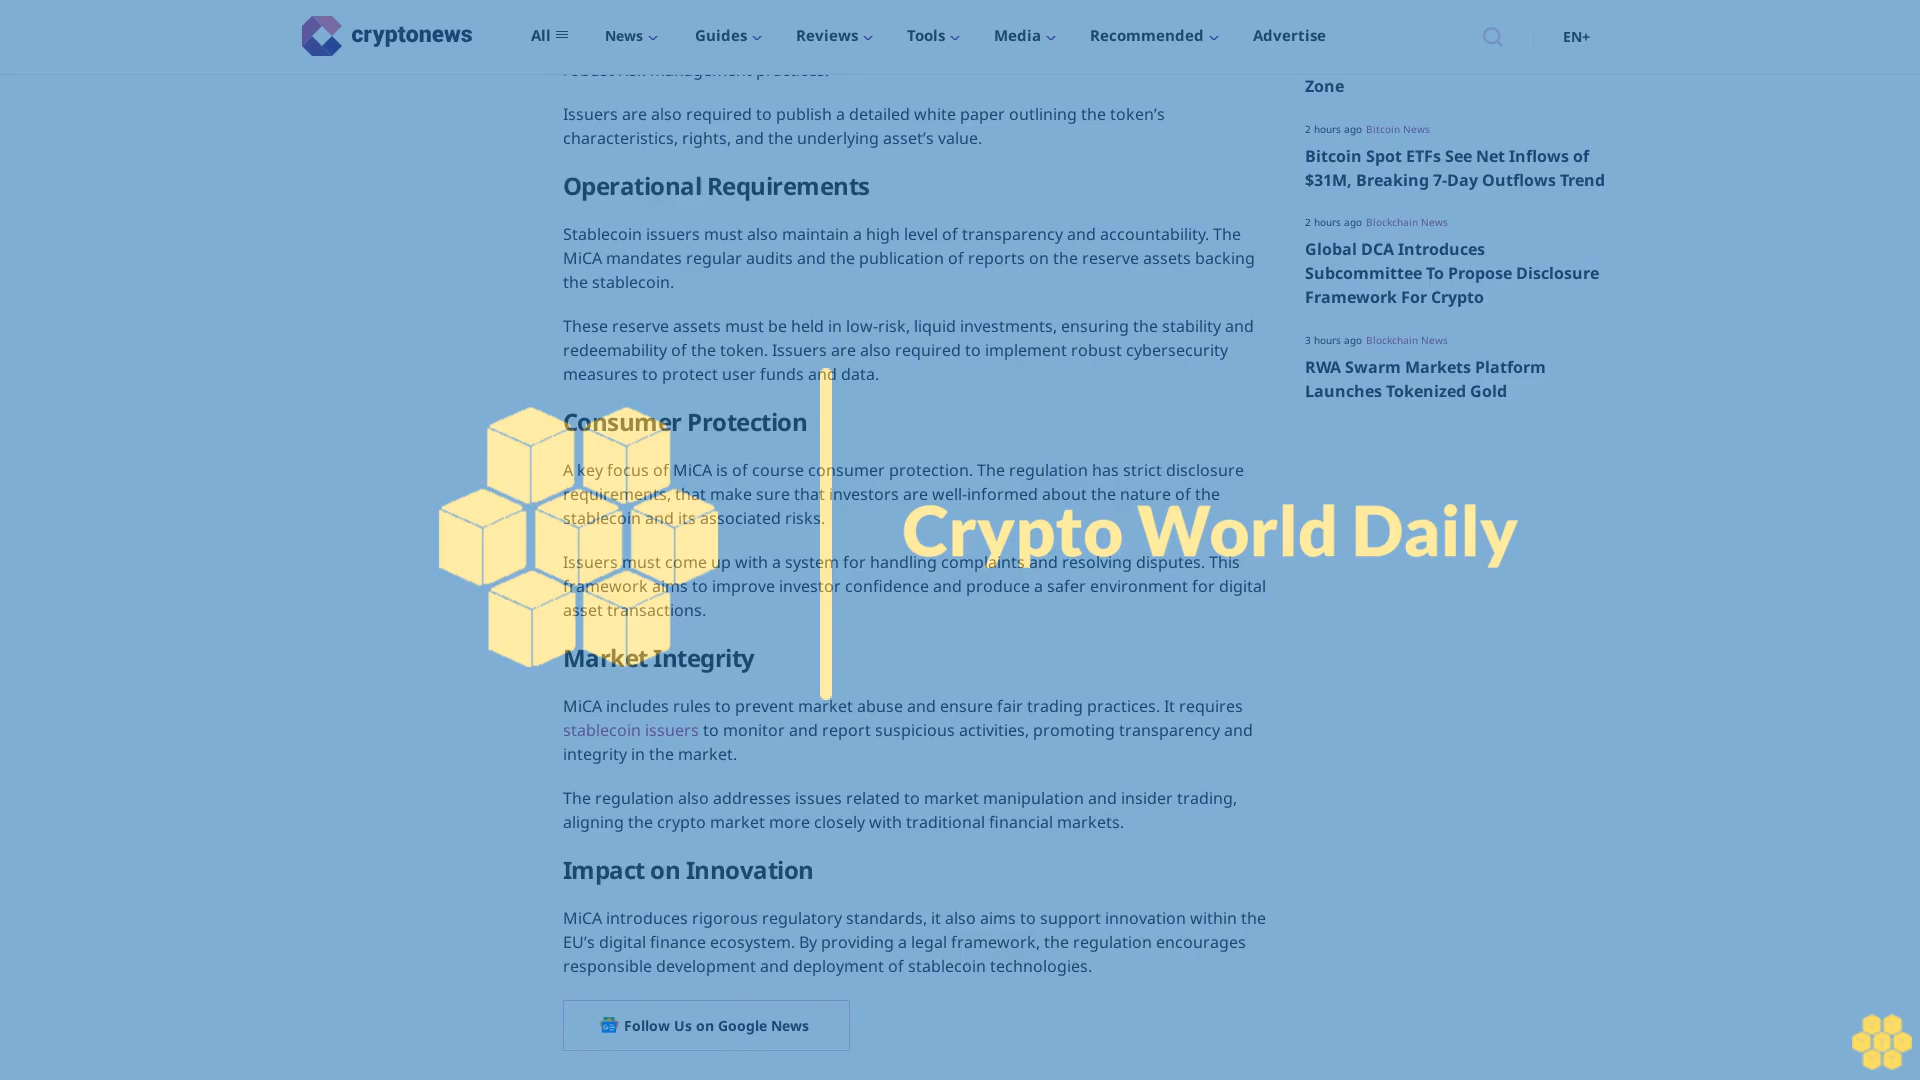 cryptonews
All
News
Guides
Reviews
Tools
Media
Recommended
Advertise
EN+
robust risk management practices.
Issuers are also required to publish a detailed white paper outlining the token’s
characteristics, rights, and the underlying asset’s value.
Operational Requirements
Stablecoin issuers must also maintain a high level of transparency and accountability. The
MiCA mandates regular audits and the publication of reports on the reserve assets backing
the stablecoin.
These reserve assets must be held in low-risk, liquid investments, ensuring the stability and
redeemability of the token. Issuers are also required to implement robust cybersecurity
measures to protect user funds and data.
Consumer Protection
A key focus of MiCA is of course consumer protection. The regulation has strict disclosure
requirements, that make sure that investors are well-informed about the nature of the
stablecoin and its associated risks.
Issuers must come up with a system for handling complaints and resolving disputes. This
framework aims to improve investor confidence and produce a safer environment for digital
asset transactions.
Market Integrity
MiCA includes rules to prevent market abuse and ensure fair trading practices. It requires
stablecoin issuers to monitor and report suspicious activities, promoting transparency and
integrity in the market.
The regulation also addresses issues related to market manipulation and insider trading,
aligning the crypto market more closely with traditional financial markets.
Impact on Innovation
MiCA introduces rigorous regulatory standards, it also aims to support innovation within the
EU’s digital finance ecosystem. By providing a legal framework, the regulation encourages
responsible development and deployment of stablecoin technologies.
Follow Us on Google News
Zone
2 hours ago Bitcoin News
Bitcoin Spot ETFs See Net Inflows of
$31M, Breaking 7-Day Outflows Trend
2 hours ago Blockchain News
Global DCA Introduces
Subcommittee To Propose Disclosure
Framework For Crypto
3 hours ago Blockchain News
RWA Swarm Markets Platform
Launches Tokenized Gold
Crypto World Daily